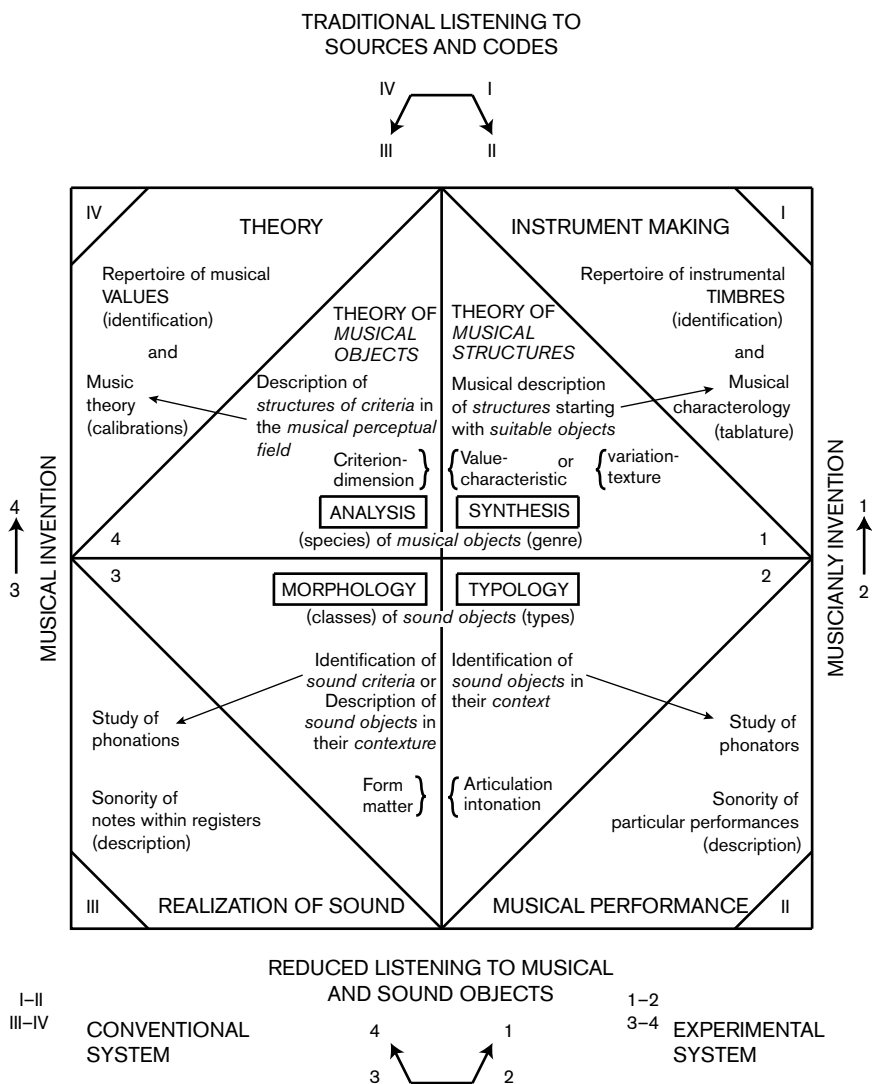 TRADITIONAL LISTENING TO
SOURCES AND CODES
IV I
III II
IV
THEORY
Repertoire of musical
VALUES
(identification)
and
Music
theory
(calibrations)
THEORY OF
MUSICAL
OBJECTS
Description of
structures of criteria in
the musical perceptual
field
Criterion-
dimension }
ANALYSIS
4
I
INSTRUMENT MAKING
Repertoire of instrumental
TIMBRES
(identification)
and
Musical
characterology
(tablature)
THEORY OF
MUSICAL
STRUCTURES
Musical description
of structures starting
with suitable objects
{ Value- or { variation-
characteristic texture
SYNTHESIS
1
(species) of musical objects (genre)
MUSICAL INVENTION
4
3
MUSICIANLY INVENTION
1
2
3
MORPHOLOGY
TYPOLOGY
2
(classes) of sound objects (types)
Identification of
sound criteria or
Description of
sound objects in
their contexture
Study of
phonations
Form
matter }
Sonority of
notes within registers
(description)
III
REALIZATION OF SOUND
Identification of
sound objects in
their context
Study of
phonators
{ Articulation
intonation
Sonority of
particular performances
(description)
MUSICAL PERFORMANCE
II
REDUCED LISTENING TO MUSICAL
AND SOUND OBJECTS
I–II
III–IV
CONVENTIONAL
SYSTEM
4 1
3 2
1–2
3–4
EXPERIMENTAL
SYSTEM